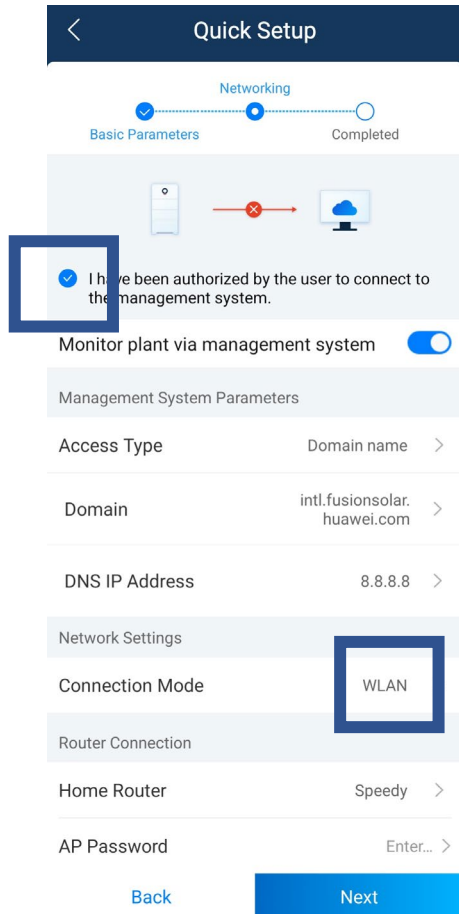 Quick Setup
Networking
Basic Parameters
Completed
I have been authorized by the user to connect to
the management system.
Monitor plant via management system
Management System Parameters
Access Type
Domain name
Domain
intl.fusionsolar.
huawei.com
DNS IP Address
8.8.8.8
Network Settings
Connection Mode
WLAN
Router Connection
Home Router
Speedy
AP Password
Enter...
Back
Next